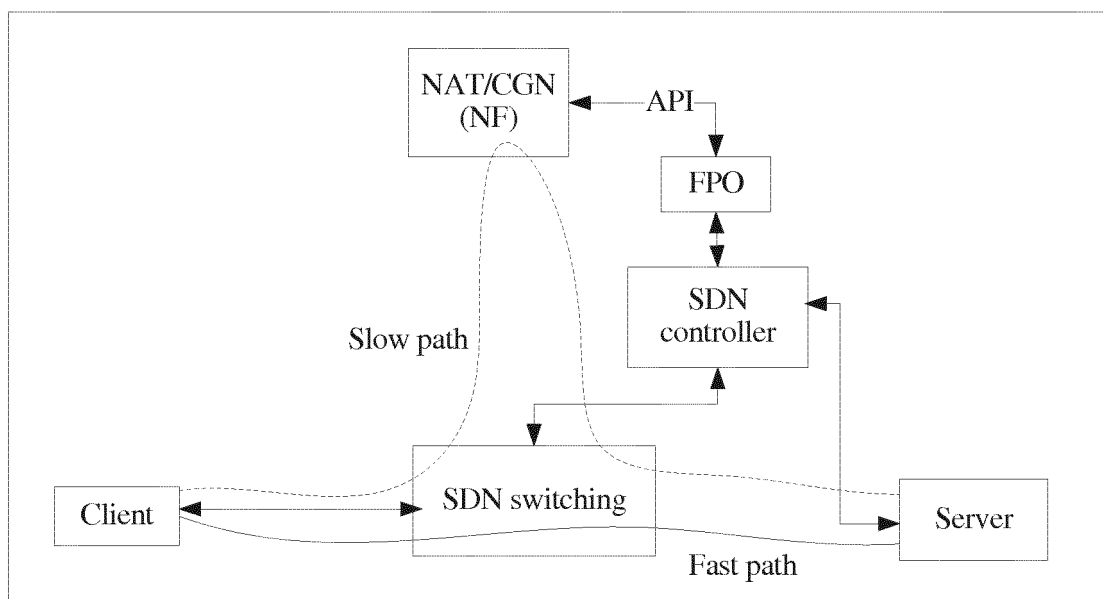 NAT/CGN
(NF)
API
FPO
SDN
controller
Slow path
SDN switching
Client
Server
Fast path